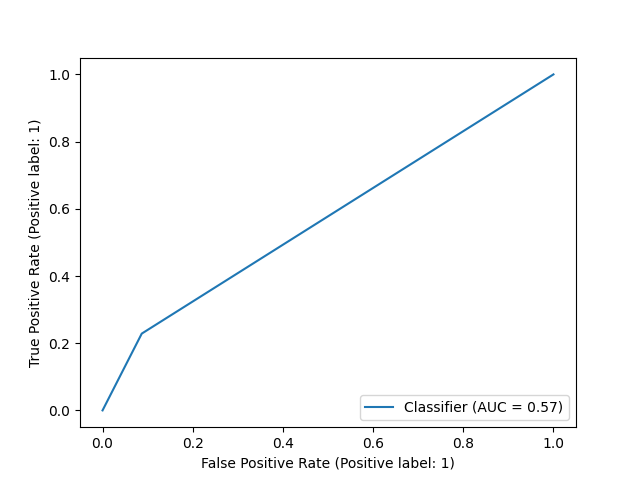 1.0
0.8
0.6
0.4
0.2
0.0
True Positive Rate (Positive label: 1)
Classifier (AUC = 0.57)
0.0 0.2 0.4 0.6 0.8 1.0
False Positive Rate (Positive label: 1)